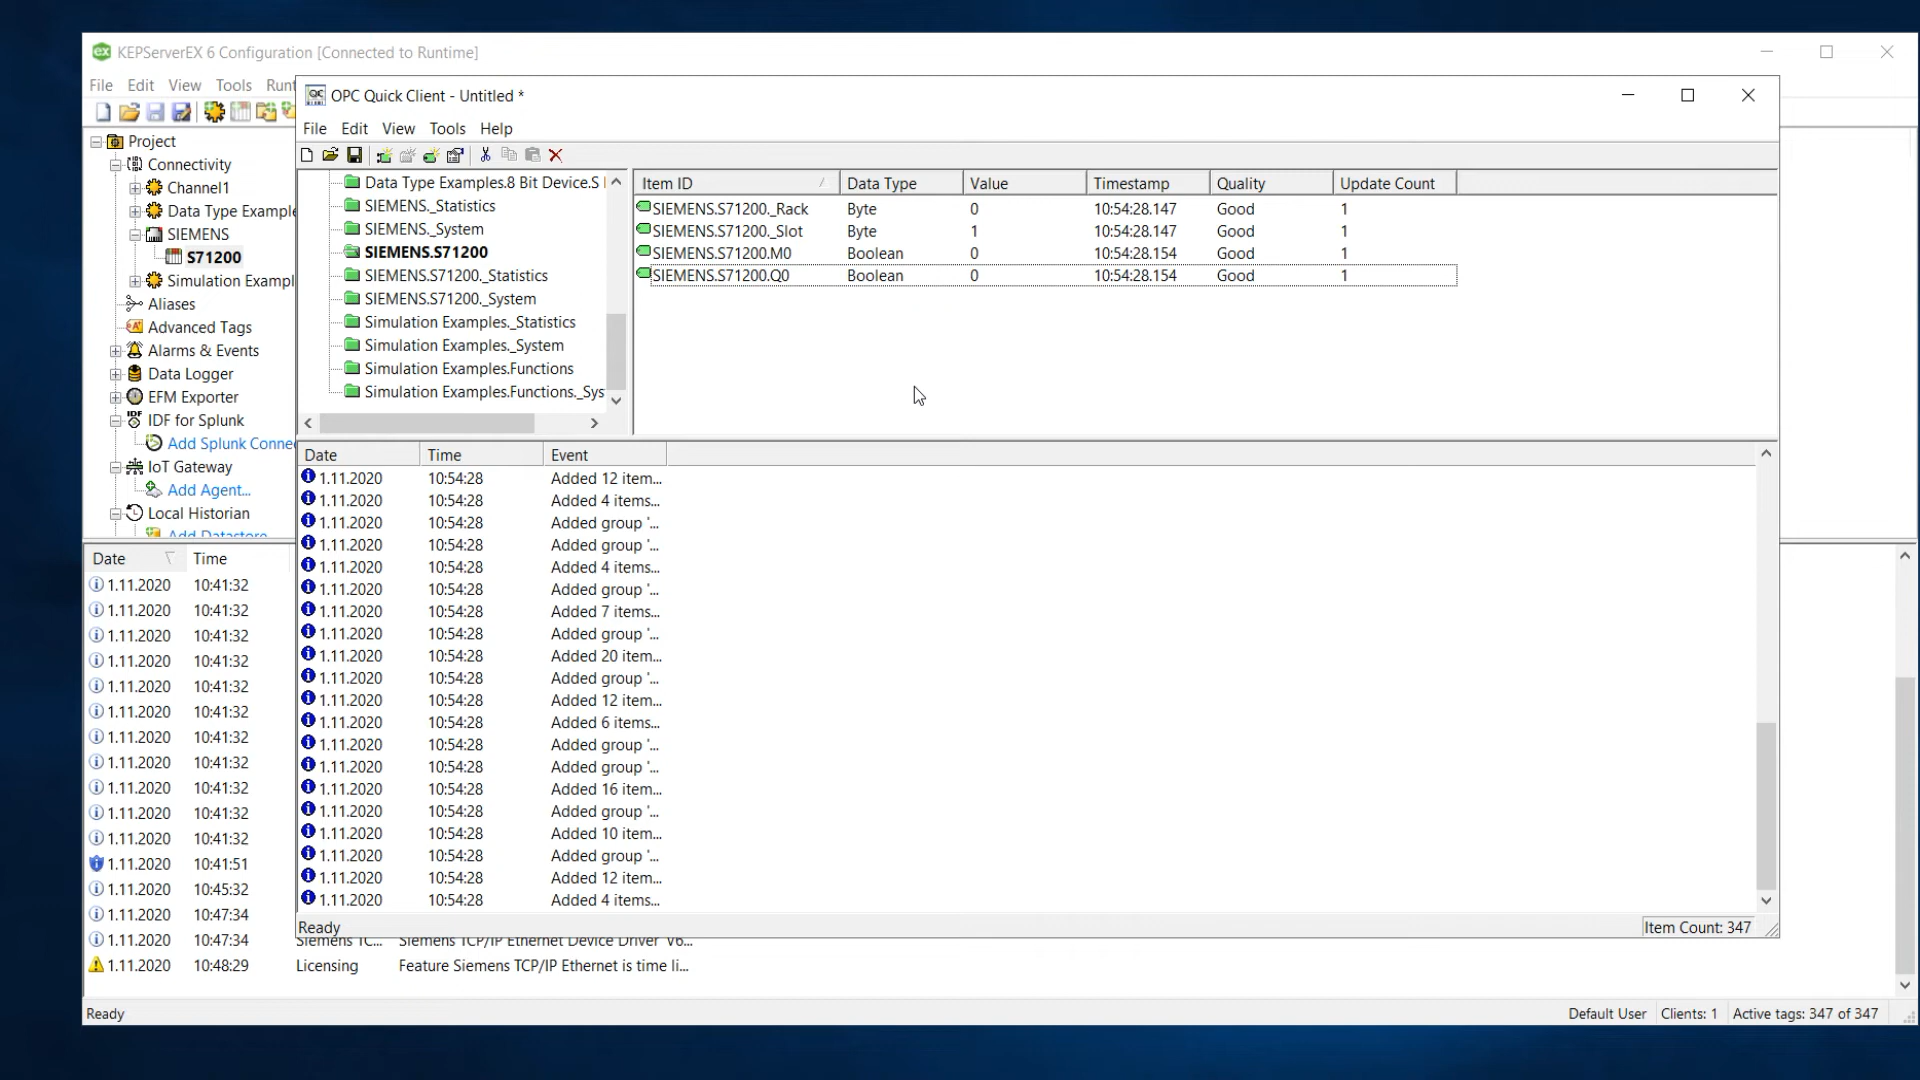 KEPServerEX 6 Configuration [Connected to Runtime]
File Edit View Tools Runt
OPC Quick Client - Untitled *
File Edit View Tools Help
Project
Connectivity
Channel1
Data Type Example
SIEMENS
S71200
Simulation Exampl
Aliases
Advanced Tags
Alarms & Events
Data Logger
EFM Exporter
IDF for Splunk
Add Splunk Conne
IoT Gateway
Add Agent...
Local Historian
Add Datastore
Data Type Examples.8 Bit Device.S
SIEMENS._Statistics
SIEMENS._System
SIEMENS.S71200
SIEMENS.S71200._Statistics
SIEMENS.S71200._System
Simulation Examples._Statistics
Simulation Examples._System
Simulation Examples.Functions
Simulation Examples.Functions._Sys
Item ID Data Type Value Timestamp Quality Update Count
SIEMENS.S71200._Rack Byte 0 10:54:28.147 Good 1
SIEMENS.S71200._Slot Byte 1 10:54:28.147 Good 1
SIEMENS.S71200.M0 Boolean 0 10:54:28.154 Good 1
SIEMENS.S71200.Q0 Boolean 0 10:54:28.154 Good 1
Date Time Event
1.11.2020 10:54:28 Added 12 item...
1.11.2020 10:54:28 Added 4 items...
1.11.2020 10:54:28 Added group '...
1.11.2020 10:54:28 Added group '...
1.11.2020 10:54:28 Added 4 items...
1.11.2020 10:54:28 Added group '...
1.11.2020 10:54:28 Added 7 items...
1.11.2020 10:54:28 Added group '...
1.11.2020 10:54:28 Added 20 item...
1.11.2020 10:54:28 Added group '...
1.11.2020 10:54:28 Added 12 item...
1.11.2020 10:54:28 Added 6 items...
1.11.2020 10:54:28 Added group '...
1.11.2020 10:54:28 Added group '...
1.11.2020 10:54:28 Added 16 item...
1.11.2020 10:54:28 Added group '...
1.11.2020 10:54:28 Added 10 item...
1.11.2020 10:54:28 Added group '...
1.11.2020 10:54:28 Added 12 item...
1.11.2020 10:54:28 Added 4 items...
Ready Item Count: 347
Date Time
1.11.2020 10:41:32
1.11.2020 10:41:32
1.11.2020 10:41:32
1.11.2020 10:41:32
1.11.2020 10:41:32
1.11.2020 10:41:32
1.11.2020 10:41:32
1.11.2020 10:41:32
1.11.2020 10:41:32
1.11.2020 10:41:32
1.11.2020 10:41:32
1.11.2020 10:41:51
1.11.2020 10:45:32
1.11.2020 10:47:34
1.11.2020 10:47:34 Siemens TC... Siemens TCP/IP Ethernet Device Driver V6...
1.11.2020 10:48:29 Licensing Feature Siemens TCP/IP Ethernet is time li...
Ready Default User Clients: 1 Active tags: 347 of 347